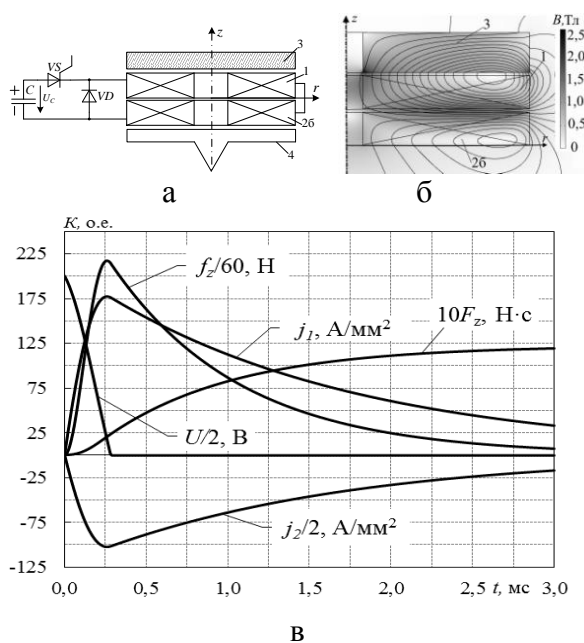 z
3
VS
1
r
+
C
U_C
VD
2б
4
а
z
3
B, Тл
2,5
2,0
1,5
1,0
0,5
0
1
r
2б
б
K, о.е.
225
175
125
75
25
-25
-75
-125
f_z/60, Н
j_1, А/мм²
10F_z, Н·с
U/2, В
j_2/2, А/мм²
0,0
0,5
1,0
1,5
2,0
2,5
t, мс
3,0
в